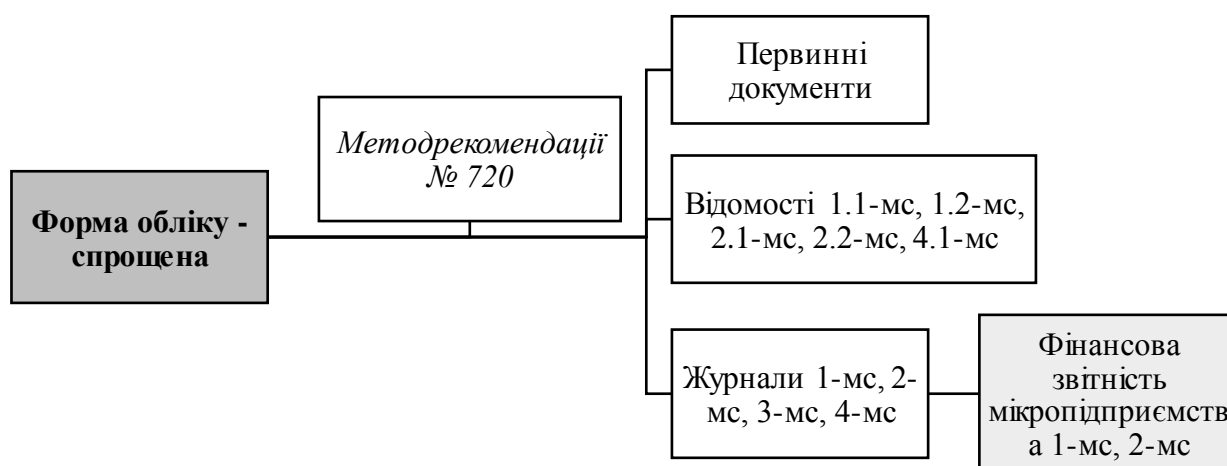 Форма обліку -
спрощена
Методрекомендації
№ 720
Первинні
документи
Відомості 1.1-мс, 1.2-мс,
2.1-мс, 2.2-мс, 4.1-мс
Журнали 1-мс, 2-
мс, 3-мс, 4-мс
Фінансова
звітність
мікропідприємств
а 1-мс, 2-мс